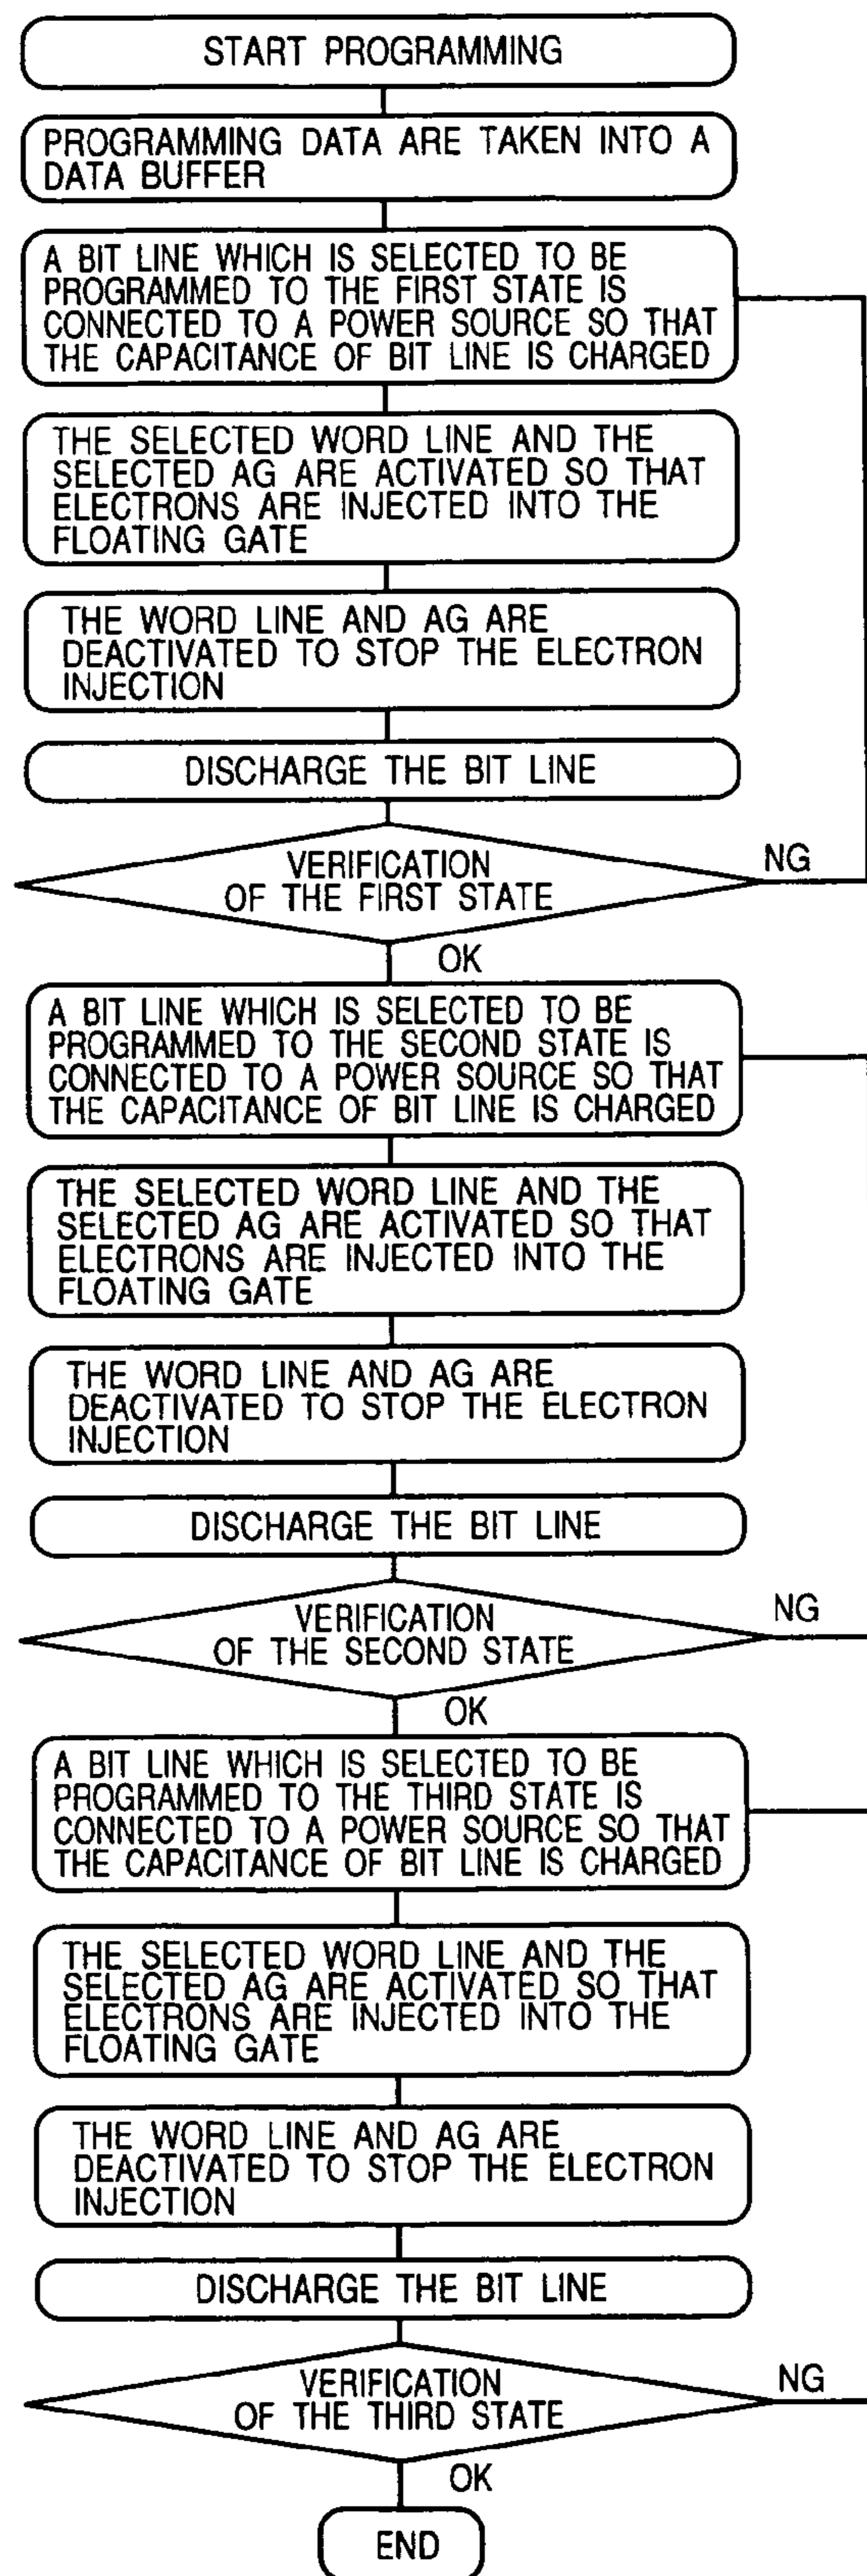 START PROGRAMMING
PROGRAMMING DATA ARE TAKEN INTO A
DATA BUFFER
A BIT LINE WHICH IS SELECTED TO BE
PROGRAMMED TO THE FIRST STATE IS
CONNECTED TO A POWER SOURCE SO THAT
THE CAPACITANCE OF BIT LINE IS CHARGED
THE SELECTED WORD LINE AND THE
SELECTED AG ARE ACTIVATED SO THAT
ELECTRONS ARE INJECTED INTO THE
FLOATING GATE
THE WORD LINE AND AG ARE
DEACTIVATED TO STOP THE ELECTRON
INJECTION
DISCHARGE THE BIT LINE
VERIFICATION
OF THE FIRST STATE
NG
OK
A BIT LINE WHICH IS SELECTED TO BE
PROGRAMMED TO THE SECOND STATE IS
CONNECTED TO A POWER SOURCE SO THAT
THE CAPACITANCE OF BIT LINE IS CHARGED
THE SELECTED WORD LINE AND THE
SELECTED AG ARE ACTIVATED SO THAT
ELECTRONS ARE INJECTED INTO THE
FLOATING GATE
THE WORD LINE AND AG ARE
DEACTIVATED TO STOP THE ELECTRON
INJECTION
DISCHARGE THE BIT LINE
VERIFICATION
OF THE SECOND STATE
NG
OK
A BIT LINE WHICH IS SELECTED TO BE
PROGRAMMED TO THE THIRD STATE IS
CONNECTED TO A POWER SOURCE SO THAT
THE CAPACITANCE OF BIT LINE IS CHARGED
THE SELECTED WORD LINE AND THE
SELECTED AG ARE ACTIVATED SO THAT
ELECTRONS ARE INJECTED INTO THE
FLOATING GATE
THE WORD LINE AND AG ARE
DEACTIVATED TO STOP THE ELECTRON
INJECTION
DISCHARGE THE BIT LINE
VERIFICATION
OF THE THIRD STATE
NG
OK
END